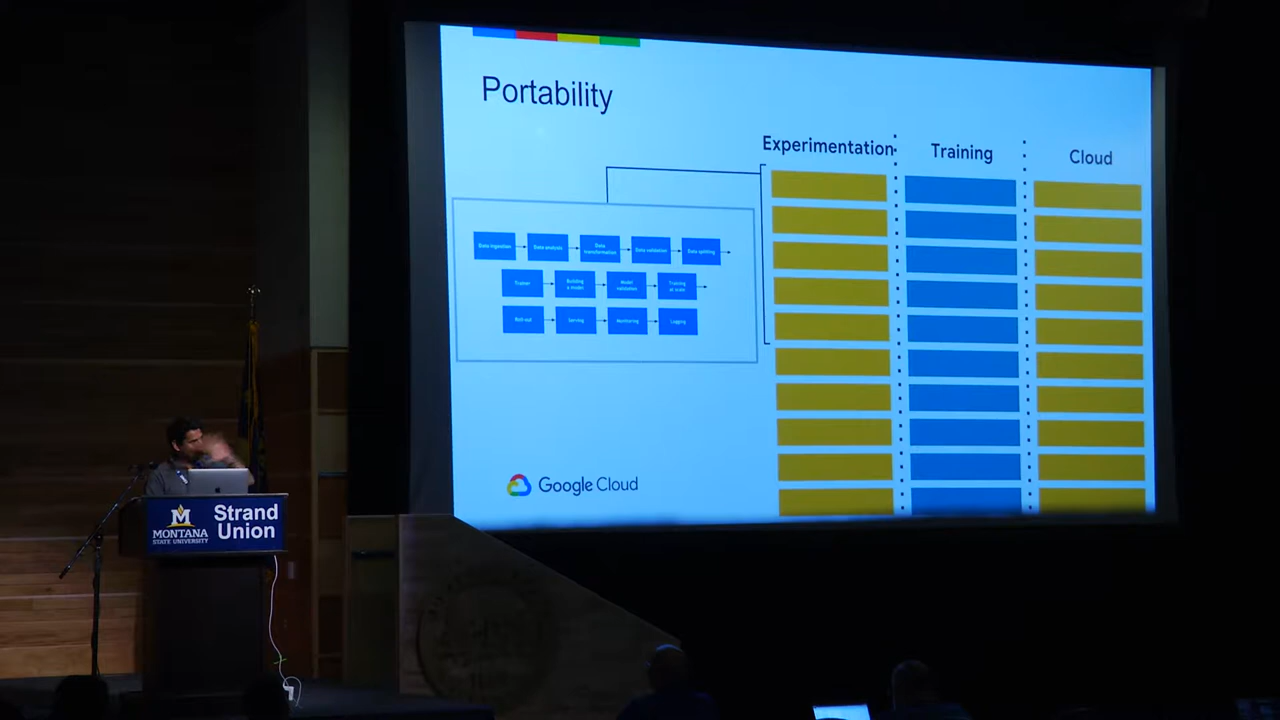 Portability
Experimentation
Training
Cloud
Data ingestion
Data analysis
Data transformation
Data validation
Data splitting
Trainer
Building a model
Model validation
Training at scale
Roll-out
Serving
Monitoring
Logging
Google Cloud
M
MONTANA
STATE UNIVERSITY
Strand
Union